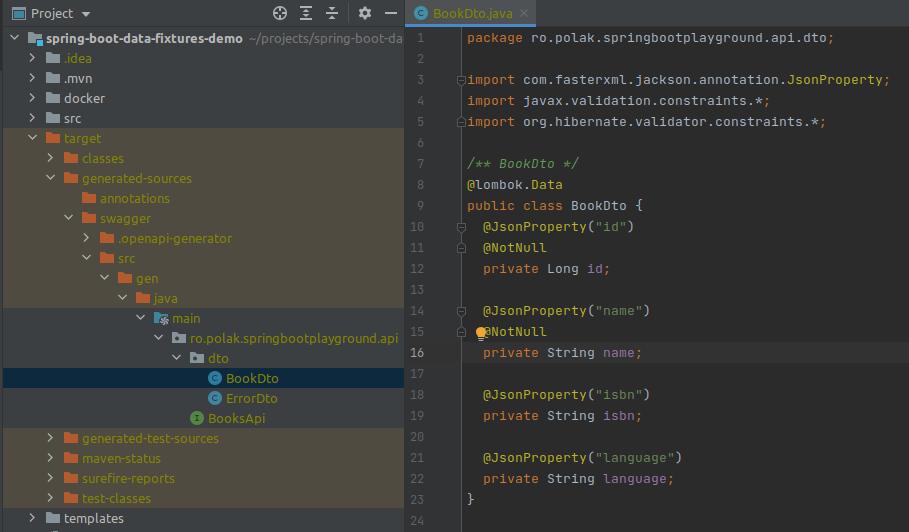 Project
spring-boot-data-fixtures-demo ~/projects/spring-boot-da
.idea
.mvn
docker
src
target
classes
generated-sources
annotations
swagger
.openapi-generator
src
gen
java
main
ro.polak.springbootplayground.api
dto
BookDto
ErrorDto
BooksApi
generated-test-sources
maven-status
surefire-reports
test-classes
templates
BookDto.java
1 package ro.polak.springbootplayground.api.dto;
2
3 import com.fasterxml.jackson.annotation.JsonProperty;
4 import javax.validation.constraints.*;
5 import org.hibernate.validator.constraints.*;
6
7 /** BookDto */
8 @lombok.Data
9 public class BookDto {
10 @JsonProperty("id")
11 @NotNull
12 private Long id;
13
14 @JsonProperty("name")
15 @NotNull
16 private String name;
17
18 @JsonProperty("isbn")
19 private String isbn;
20
21 @JsonProperty("language")
22 private String language;
23 }
24